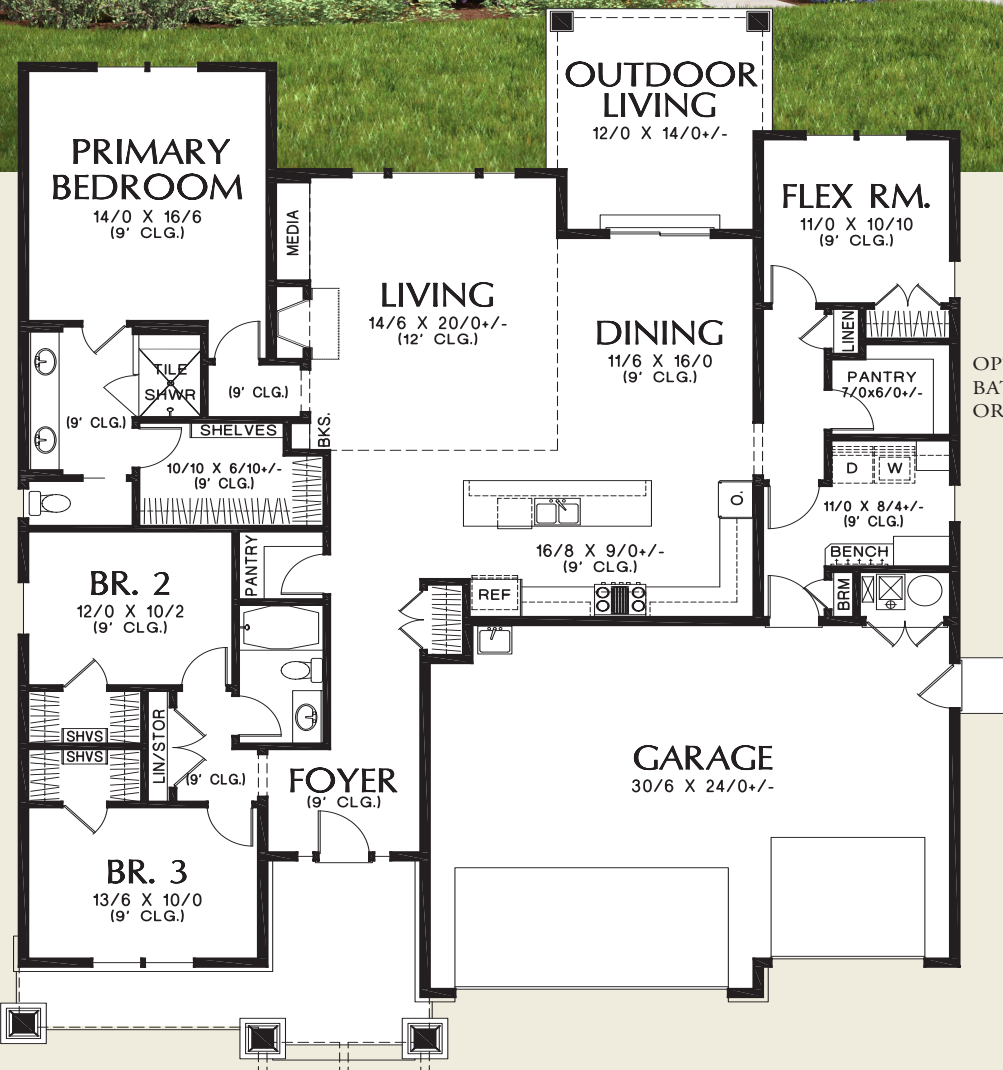 OUTDOOR
LIVING
12/0 X 14/0+/-
PRIMARY
BEDROOM
14/0 X 16/6
(9' CLG.)
MEDIA
FLEX RM.
11/0 X 10/10
(9' CLG.)
LIVING
14/6 X 20/0+/-
(12' CLG.)
DINING
11/6 X 16/0
(9' CLG.)
LINEN
TILE
SHWR
(9' CLG.)
(9' CLG.)
PANTRY
7/0x6/0+/-
OP
BAT
OR
SHELVES
BKS.
10/10 X 6/10+/-
(9' CLG.)
D W
O.
11/0 X 8/4+/-
(9' CLG.)
BENCH
16/8 X 9/0+/-
(9' CLG.)
REF
BRM
PANTRY
BR. 2
12/0 X 10/2
(9' CLG.)
SHVS
SHVS
LIN/STOR
(9' CLG.)
FOYER
(9' CLG.)
GARAGE
30/6 X 24/0+/-
BR. 3
13/6 X 10/0
(9' CLG.)